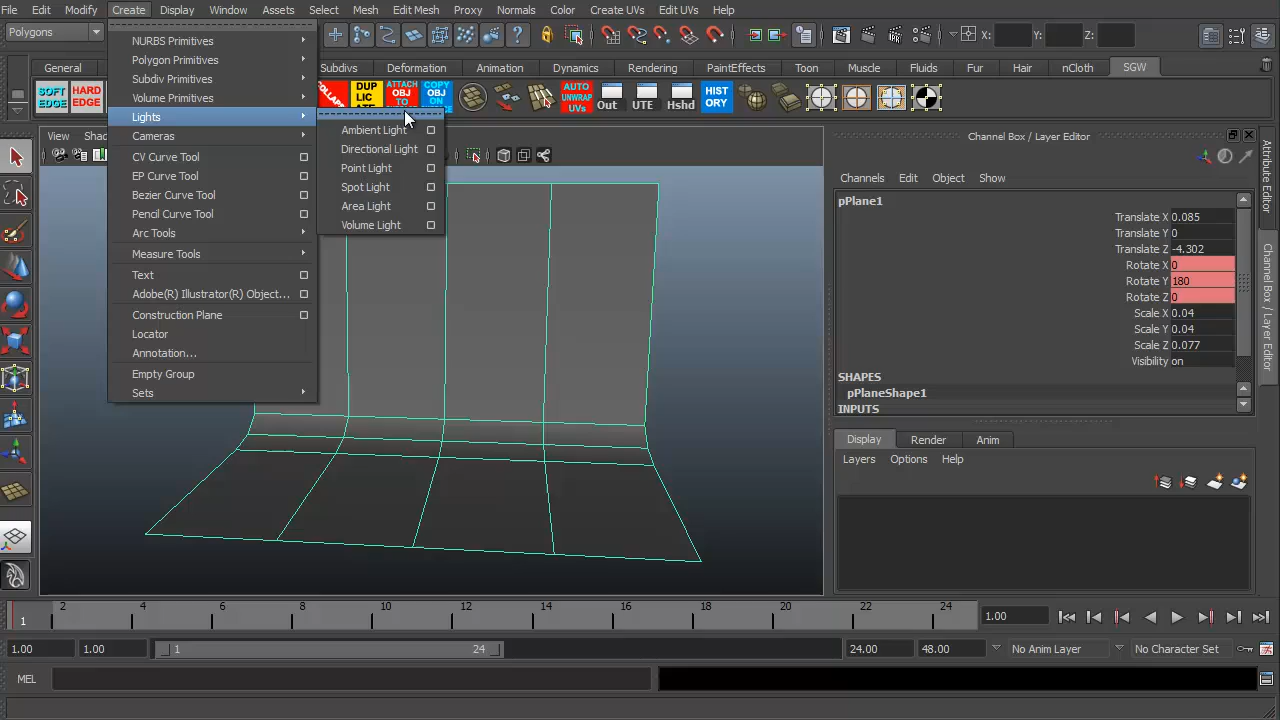 File Edit Modify Create Display Window Assets Select Mesh Edit Mesh Proxy Normals Color Create UVs Edit UVs Help
Polygons
X: Y: Z:
General Subdivs Deformation Animation Dynamics Rendering PaintEffects Toon Muscle Fluids Fur Hair nCloth SGW
SOFT EDGE
HARD EDGE
DUP LIC
ATTACH OBJ TO
COPY OBJ ON
AUTO UNWRAP UVs
Out
UTE
Hshd
HIST ORY
NURBS Primitives
Polygon Primitives
Subdiv Primitives
Volume Primitives
Lights
Cameras
CV Curve Tool
EP Curve Tool
Bezier Curve Tool
Pencil Curve Tool
Arc Tools
Measure Tools
Text
Adobe(R) Illustrator(R) Object...
Construction Plane
Locator
Annotation...
Empty Group
Sets
Ambient Light
Directional Light
Point Light
Spot Light
Area Light
Volume Light
View Shad
Channel Box / Layer Editor
Channels Edit Object Show
pPlane1
Translate X 0.085
Translate Y 0
Translate Z -4.302
Rotate X 0
Rotate Y 180
Rotate Z 0
Scale X 0.04
Scale Y 0.04
Scale Z 0.077
Visibility on
SHAPES
pPlaneShape1
INPUTS
Display Render Anim
Layers Options Help
Attribute Editor
Channel Box / Layer Editor
1 2 4 6 8 10 12 14 16 18 20 22 24
1.00
1.00 1.00 1 24 24.00 48.00 No Anim Layer No Character Set
MEL